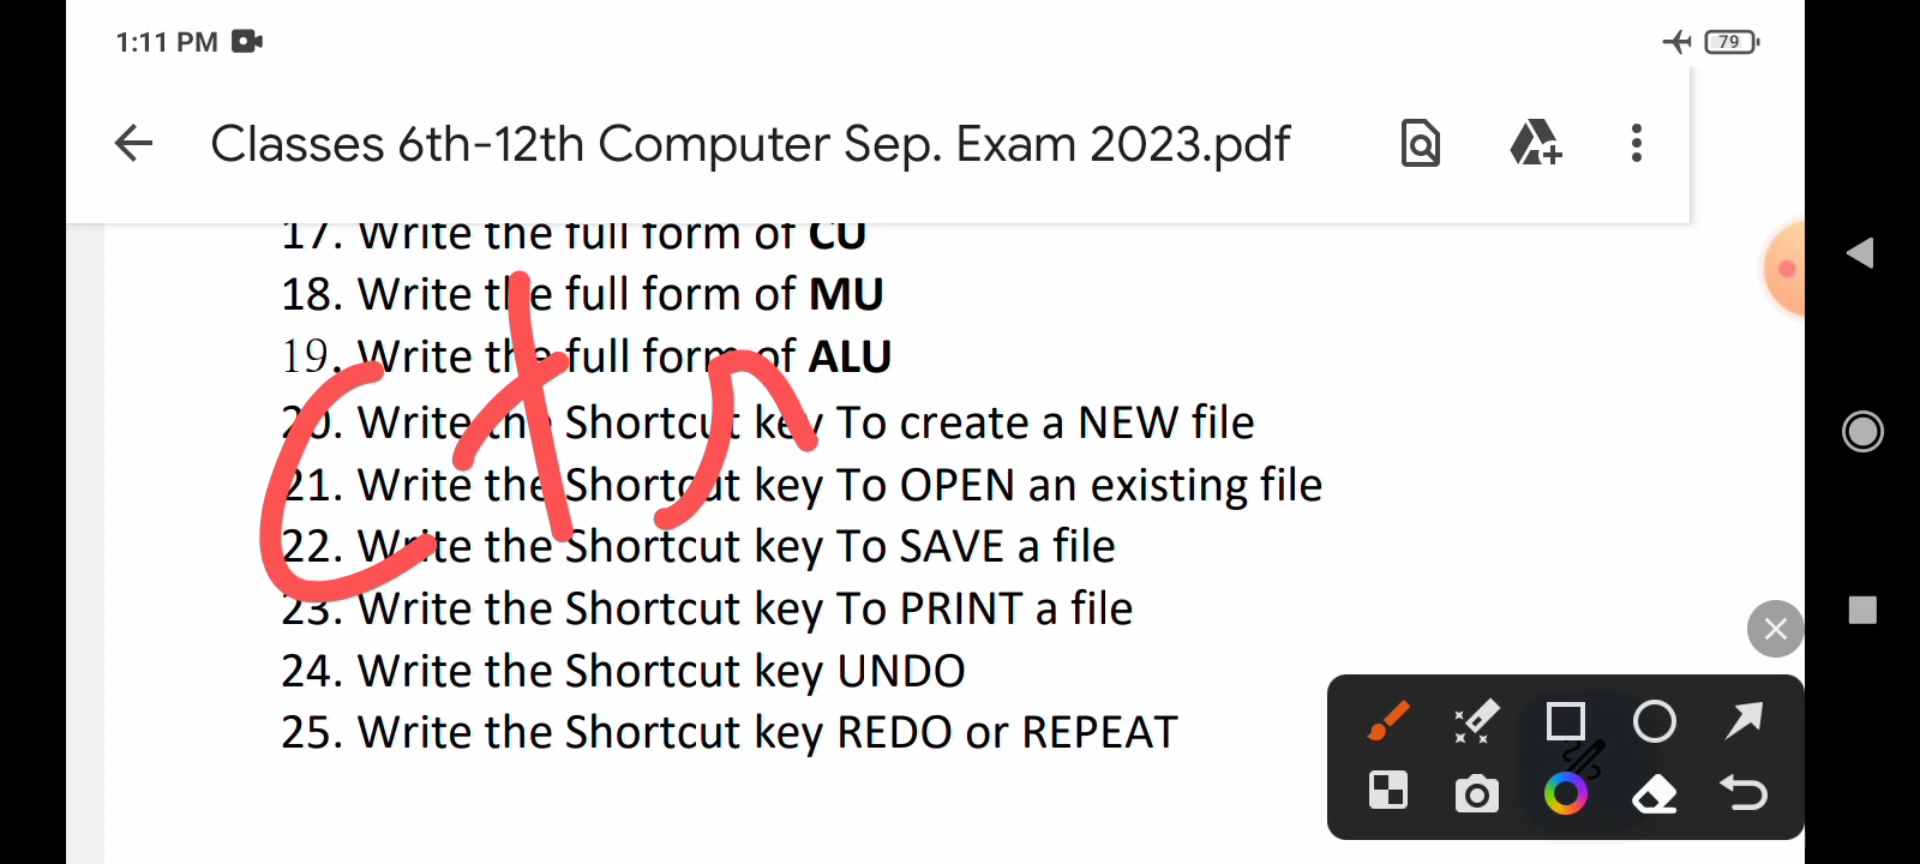 1:11 PM
79
Classes 6th-12th Computer Sep. Exam 2023.pdf
17. Write the full form of CU
18. Write the full form of MU
19. Write the full form of ALU
20. Write the Shortcut key To create a NEW file
21. Write the Shortcut key To OPEN an existing file
22. Write the Shortcut key To SAVE a file
23. Write the Shortcut key To PRINT a file
24. Write the Shortcut key UNDO
25. Write the Shortcut key REDO or REPEAT